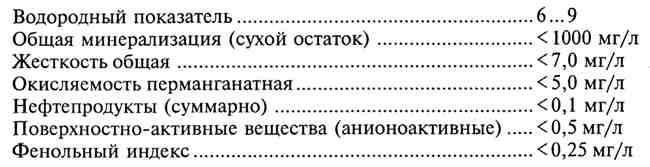 Водородный показатель ........................................ 6...9
Общая минерализация (сухой остаток) ..................... <1000 мг/л
Жесткость общая ................................................ <7,0 мг/л
Окисляемость перманганатная ................................ <5,0 мг/л
Нефтепродукты (суммарно) ................................... <0,1 мг/л
Поверхностно-активные вещества (анионоактивные) ..... <0,5 мг/л
Фенольный индекс ............................................... <0,25 мг/л